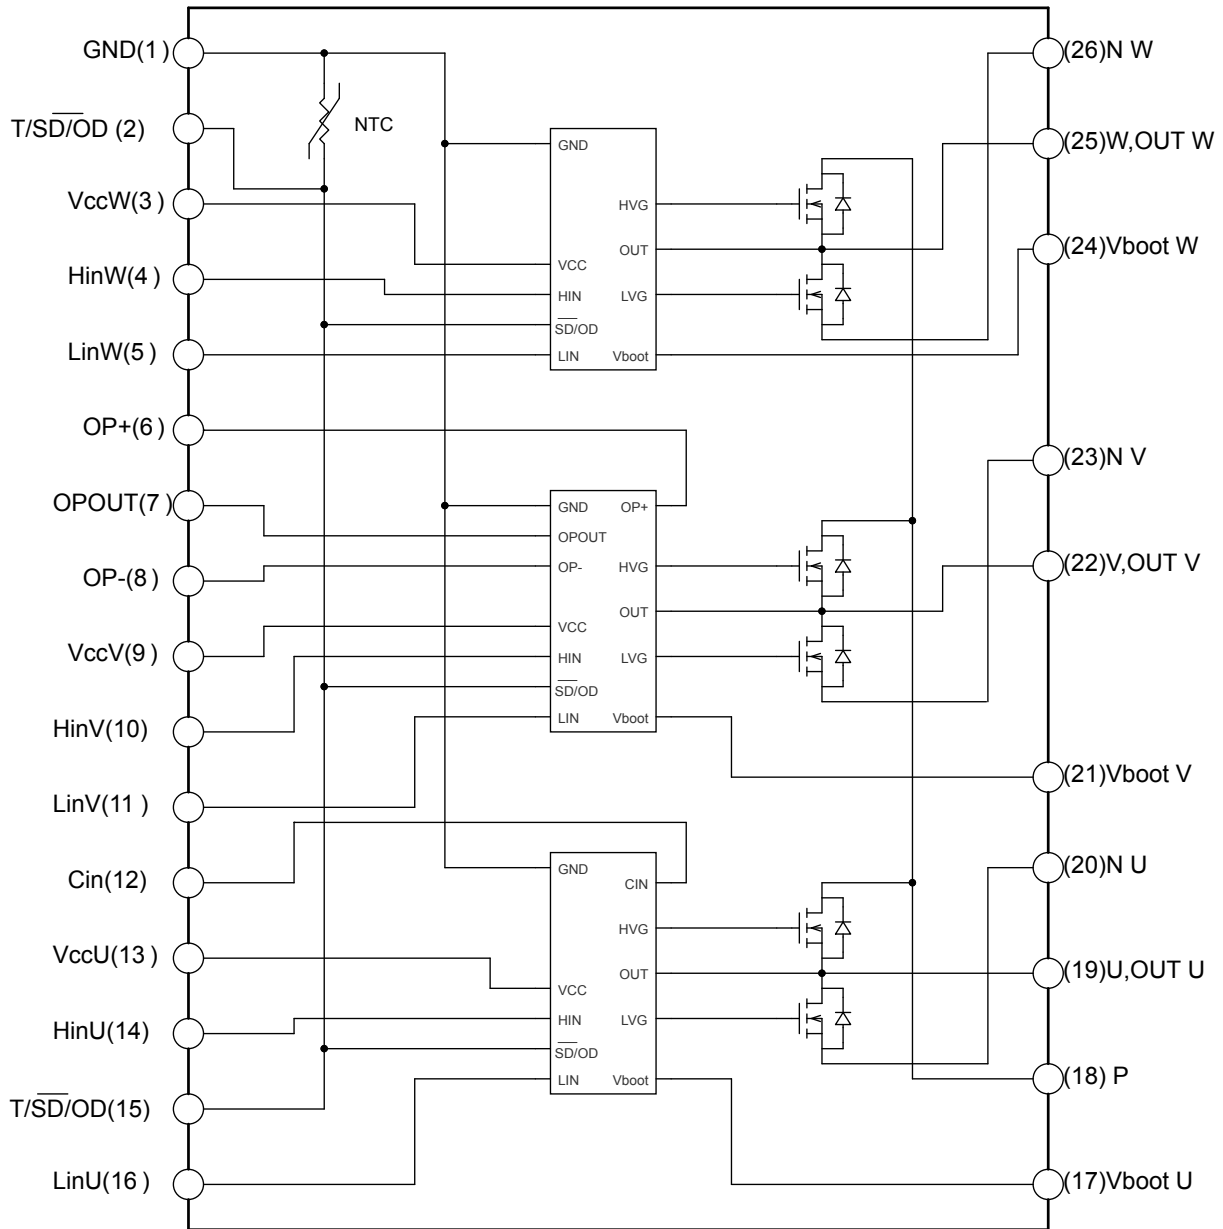 GND(1)
T/SD/OD (2)
VccW(3)
HinW(4)
LinW(5)
OP+(6)
OPOUT(7)
OP-(8)
VccV(9)
HinV(10)
LinV(11)
Cin(12)
VccU(13)
HinU(14)
T/SD/OD(15)
LinU(16)
NTC
GND
HVG
OUT
VCC
HIN
LVG
SD/OD
LIN
Vboot
GND
OP+
OPOUT
OP-
HVG
OUT
VCC
HIN
LVG
SD/OD
LIN
Vboot
GND
CIN
HVG
OUT
VCC
HIN
LVG
SD/OD
LIN
Vboot
(26)N W
(25)W,OUT W
(24)Vboot W
(23)N V
(22)V,OUT V
(21)Vboot V
(20)N U
(19)U,OUT U
(18) P
(17)Vboot U